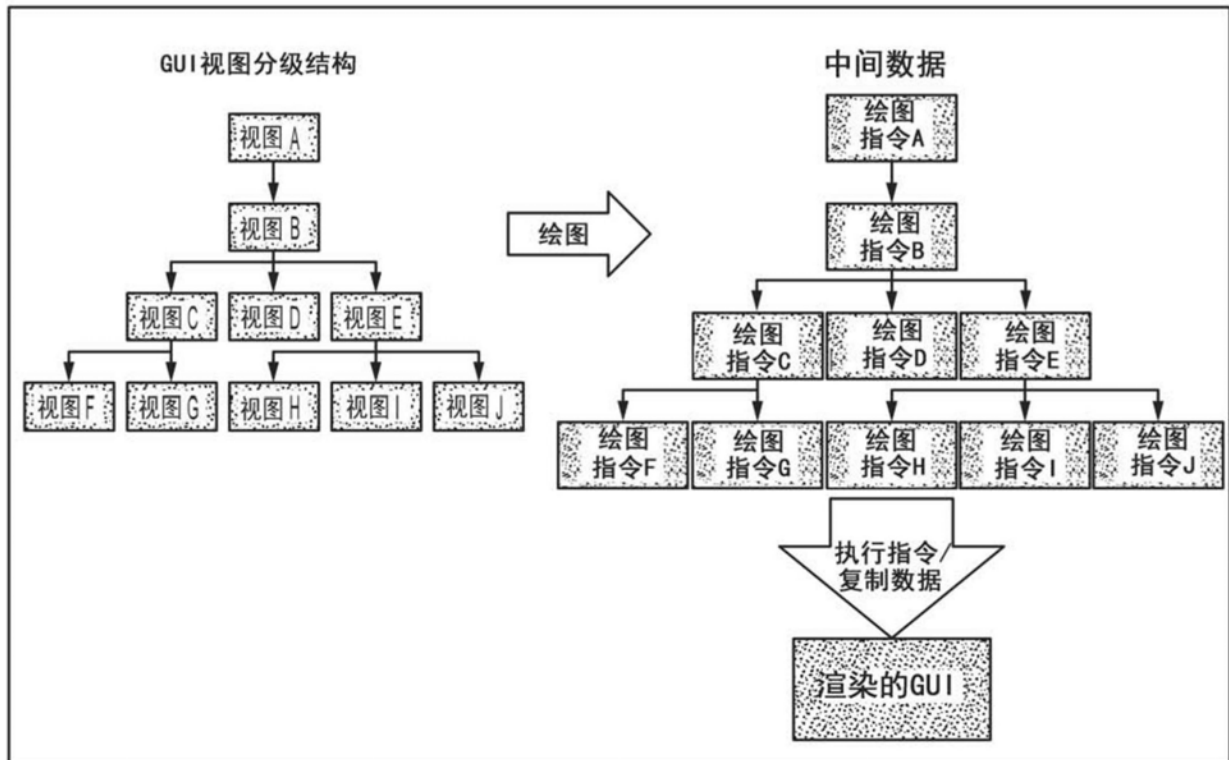 GUI视图分级结构
中间数据
视图A
视图B
视图C
视图D
视图E
视图F
视图G
视图H
视图I
视图J
绘图
绘图
指令A
绘图
指令B
绘图
指令C
绘图
指令D
绘图
指令E
绘图
指令F
绘图
指令G
绘图
指令H
绘图
指令I
绘图
指令J
执行指令/
复制数据
渲染的GUI